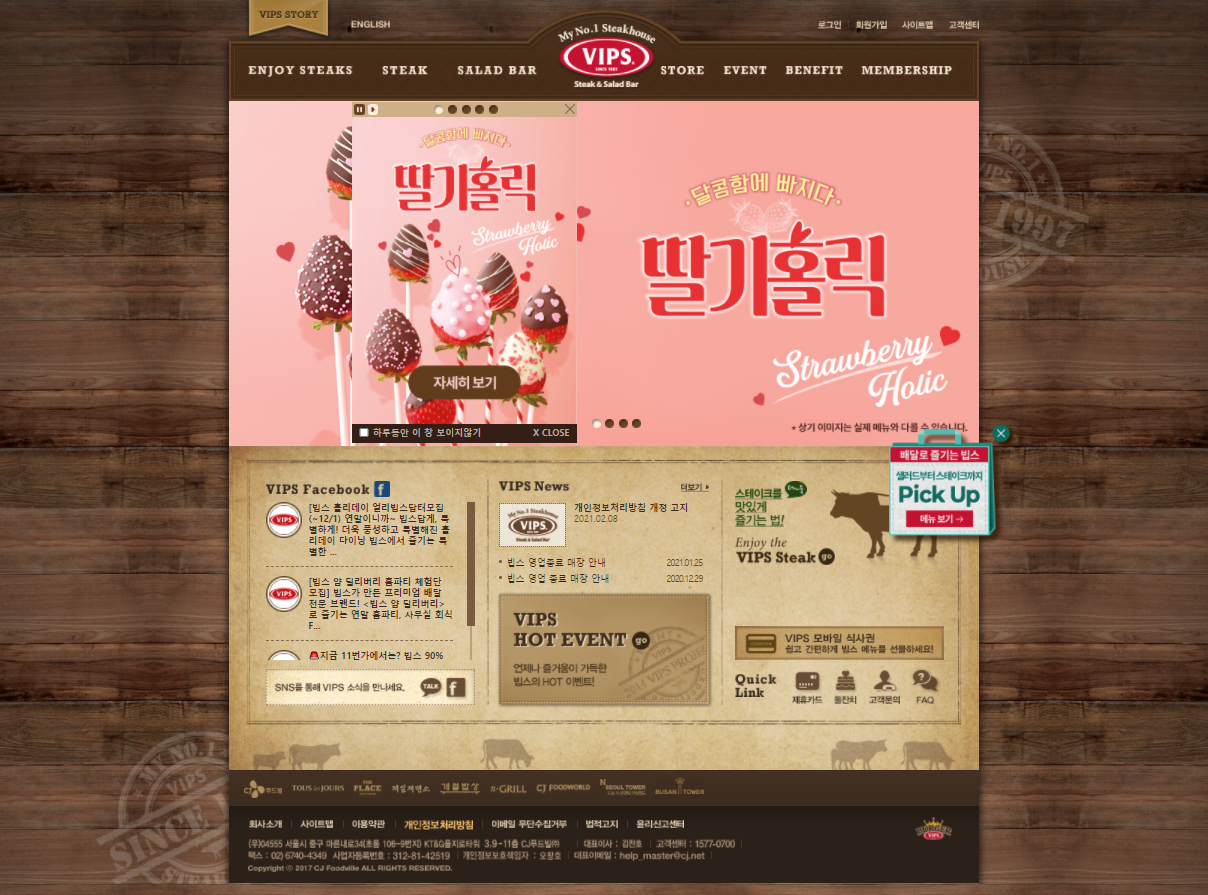 VIPS STORY
ENGLISH
로그인
회원가입
사이트맵
고객센터
My No.1 Steakhouse
VIPS
SINCE 1997
Steak & Salad Bar
ENJOY STEAKS
STEAK
SALAD BAR
STORE
EVENT
BENEFIT
MEMBERSHIP
달콤함에 빠지다
딸기홀릭
Strawberry
Holic
자세히 보기
하루동안 이 창 보이지않기
X CLOSE
달콤함에 빠지다
딸기홀릭
Strawberry
Holic
* 상기 이미지는 실제 메뉴와 다를 수 있습니다.
배달로 즐기는 빕스
샐러드부터 스테이크까지
Pick Up
메뉴 보기 →
VIPS Facebook
[빕스 홀리데이 얼리빕스당터모집
(~12/1) 연말이니까~ 빕스답게, 특
별하게! 더욱 풍성하고 특별해진 홀
리데이 다이닝 빕스에서 즐기는 특
별한 ...
[빕스 얌 딜리버리 홈파티 체험단
모집] 빕스가 만든 프리미엄 배달
전문 브랜드! <빕스 얌 딜리버리>
로 즐기는 연말 홈파티, 사무실 회식
F...
지금 11번가에서는? 빕스 90%
SNS를 통해 VIPS 소식을 만나세요.
TALK
VIPS News
더보기
개인정보처리방침 개정 고지
2021.02.08
빕스 영업종료 매장 안내 2021.01.25
빕스 영업 종료 매장 안내 2020.12.29
VIPS
HOT EVENT go
언제나 즐거움이 가득한
빕스의 HOT 이벤트!
스테이크를
맛있게
즐기는 법!
Enjoy the
VIPS Steak go
VIPS 모바일 식사권
쉽고 간편하게 빕스 메뉴를 선물하세요!
Quick
Link
제휴카드
돌잔치
고객문의
FAQ
CJ 푸드빌
TOUS les JOURS
THE PLACE
제일제면소
계절밥상
N·GRILL
CJ FOODWORLD
N SEOUL TOWER
BUSAN TOWER
회사소개
사이트맵
이용약관
개인정보처리방침
이메일 무단수집거부
법적고지
윤리신고센터
(우)04555 서울시 중구 마른내로34(초동 106-9번지) KT&G을지로타워 3.9-11층 CJ푸드빌㈜ 대표이사 : 김찬호 고객센터 : 1577-0700
팩스 : 02) 6740-4349 사업자등록번호 : 312-81-42519 개인정보보호책임자 : 오창호 대표이메일 : help_master@cj.net
Copyright ⓒ 2017 CJ Foodville ALL RIGHTS RESERVED.